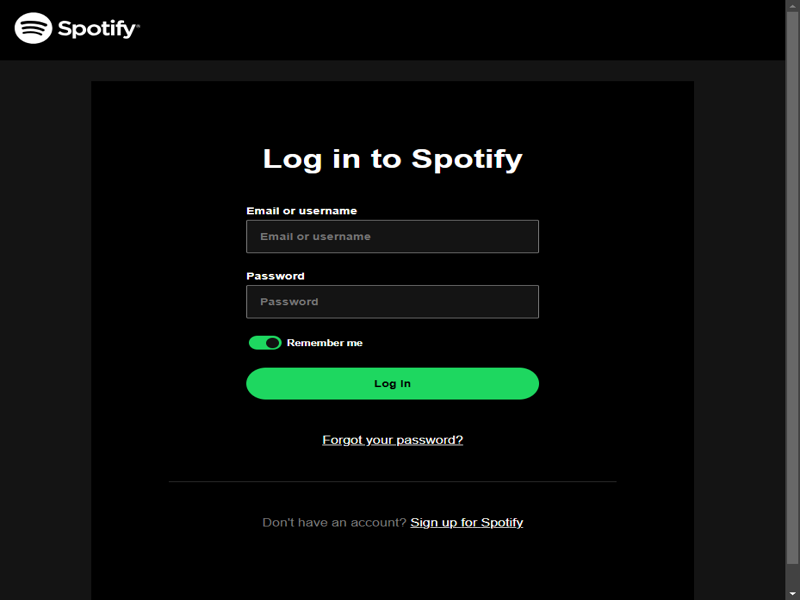 Spotify
Log in to Spotify
Email or username
Email or username
Password
Password
Remember me
Log In
Forgot your password?
Don't have an account? Sign up for Spotify